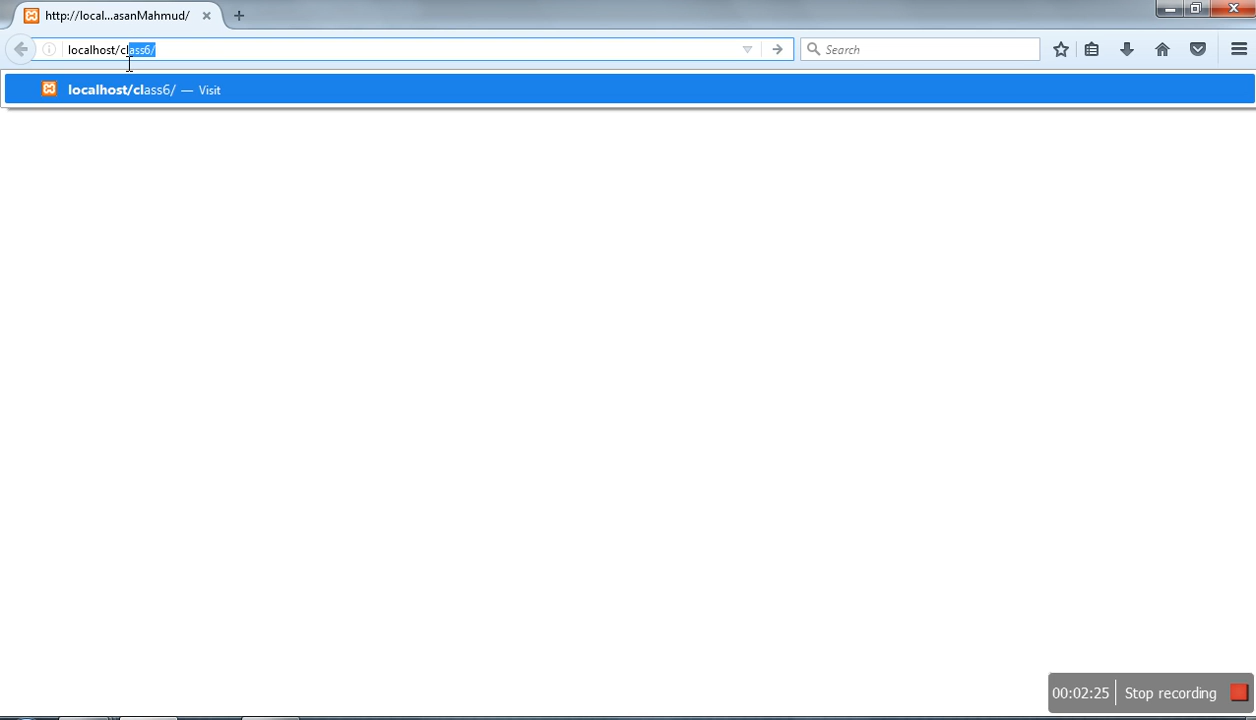 http://local...asanMahmud/
localhost/class6/
Search
localhost/class6/ — Visit
00:02:25 Stop recording